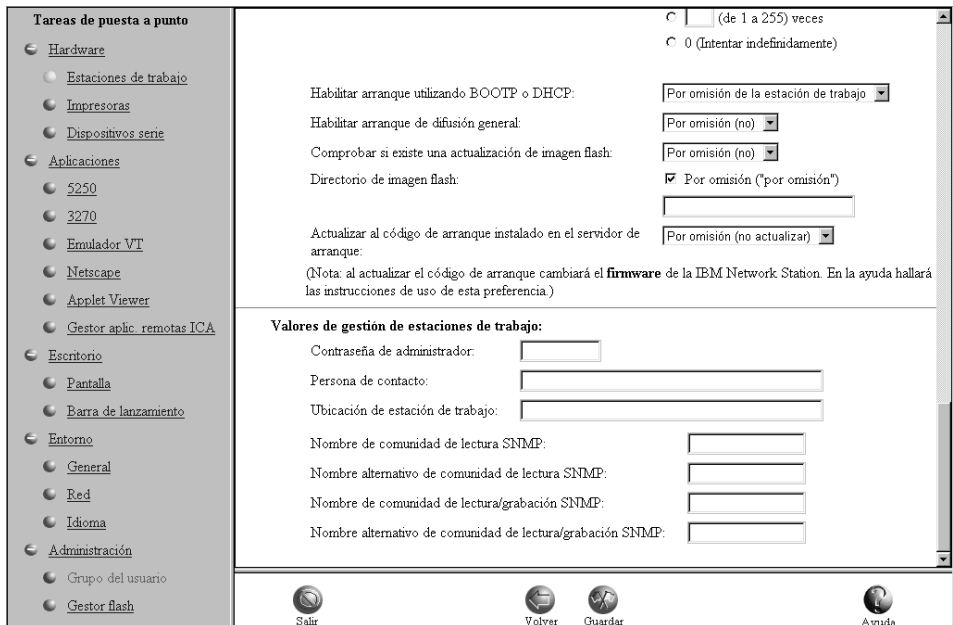 Tareas de puesta a punto
Hardware
Estaciones de trabajo
Impresoras
Dispositivos serie
Aplicaciones
5250
3270
Emulador VT
Netscape
Applet Viewer
Gestor aplic. remotas ICA
Escritorio
Pantalla
Barra de lanzamiento
Entorno
General
Red
Idioma
Administración
Grupo del usuario
Gestor flash
(de 1 a 255) veces
0 (Intentar indefinidamente)
Habilitar arranque utilizando BOOTP o DHCP: Por omisión de la estación de trabajo
Habilitar arranque de difusión general: Por omisión (no)
Comprobar si existe una actualización de imagen flash: Por omisión (no)
Directorio de imagen flash: Por omisión ("por omisión")
Actualizar al código de arranque instalado en el servidor de
arranque: Por omisión (no actualizar)
(Nota: al actualizar el código de arranque cambiará el firmware de la IBM Network Station. En la ayuda hallará
las instrucciones de uso de esta preferencia.)
Valores de gestión de estaciones de trabajo:
Contraseña de administrador:
Persona de contacto:
Ubicación de estación de trabajo:
Nombre de comunidad de lectura SNMP:
Nombre alternativo de comunidad de lectura SNMP:
Nombre de comunidad de lectura/grabación SNMP:
Nombre alternativo de comunidad de lectura/grabación SNMP:
Salir
Volver
Guardar
Ayuda